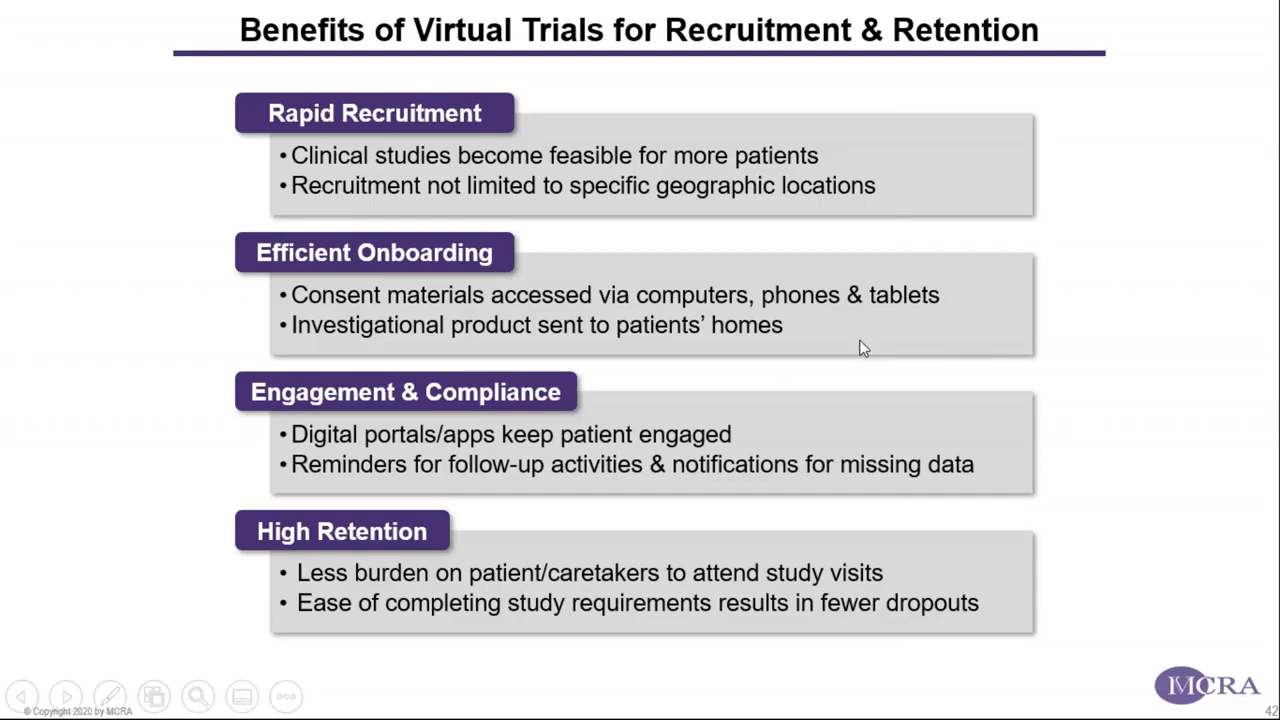 Benefits of Virtual Trials for Recruitment & Retention
Rapid Recruitment
• Clinical studies become feasible for more patients
• Recruitment not limited to specific geographic locations
Efficient Onboarding
• Consent materials accessed via computers, phones & tablets
• Investigational product sent to patients’ homes
Engagement & Compliance
• Digital portals/apps keep patient engaged
• Reminders for follow-up activities & notifications for missing data
High Retention
• Less burden on patient/caretakers to attend study visits
• Ease of completing study requirements results in fewer dropouts
MCRA
© Copyright 2020 by MCRA
42